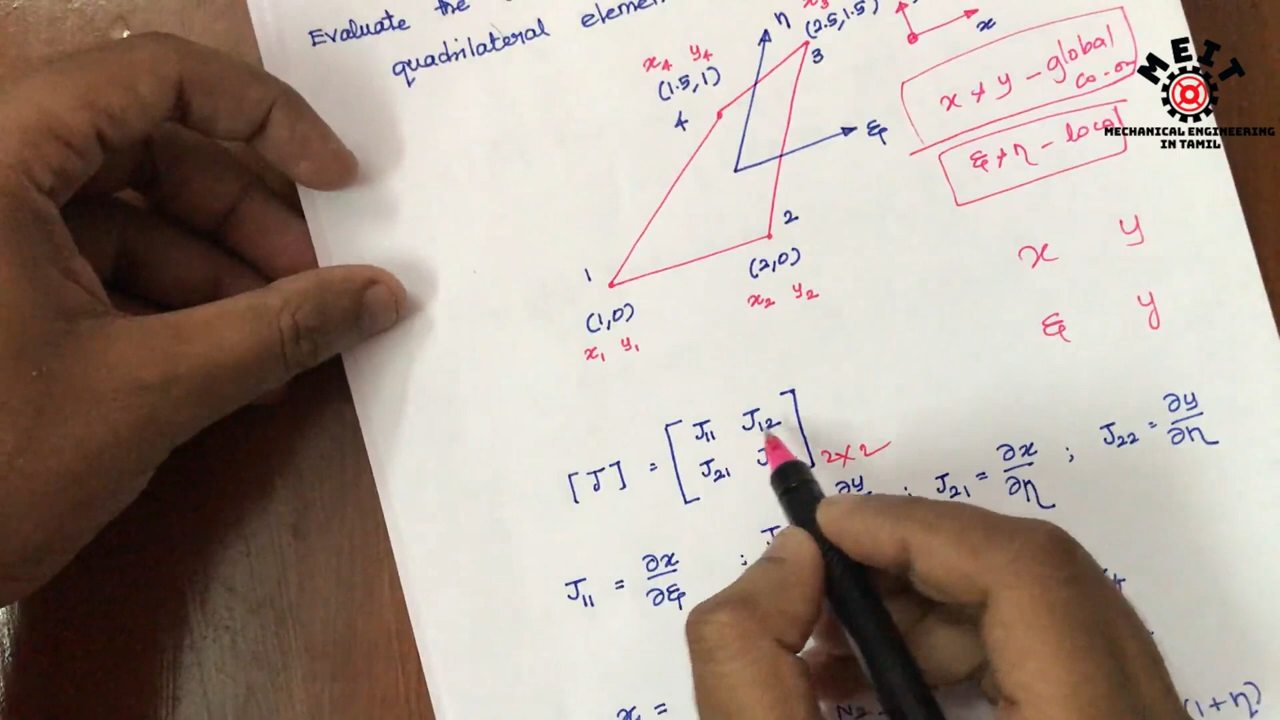 Evaluate the
quadrilateral elemen
η
x3
(2.5,1.5)
3
x
x4 y4
(1.5,1)
4
ξ
x & y - global
co-or
ξ & η - local
MEIT
MECHANICAL ENGINEERING
IN TAMIL
2
(2,0)
x2 y2
1
(1,0)
x1 y1
x y
ξ y
[J] = [J11 J12
J21 J
] 2×2
J11 = ∂x/∂ξ ; J ∂y ; J21 = ∂x/∂η ; J22 = ∂y/∂η
x = N2 (1+η)